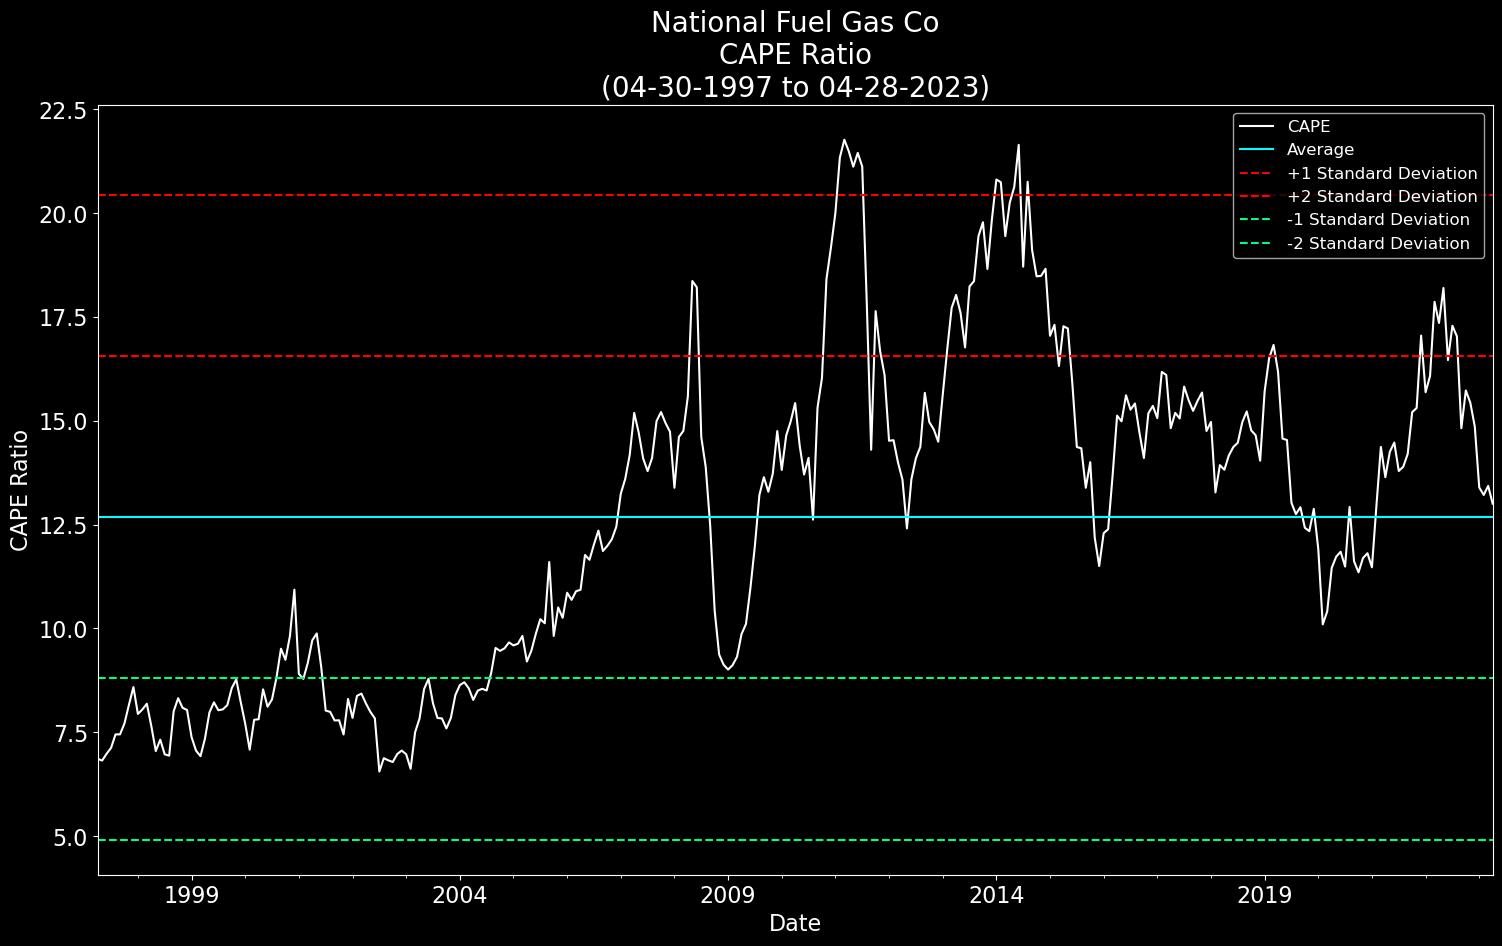 National Fuel Gas Co
CAPE Ratio
(04-30-1997 to 04-28-2023)
22.5
20.0
17.5
15.0
12.5
10.0
7.5
5.0
CAPE Ratio
CAPE
Average
+1 Standard Deviation
+2 Standard Deviation
-1 Standard Deviation
-2 Standard Deviation
1999
2004
2009
2014
2019
Date